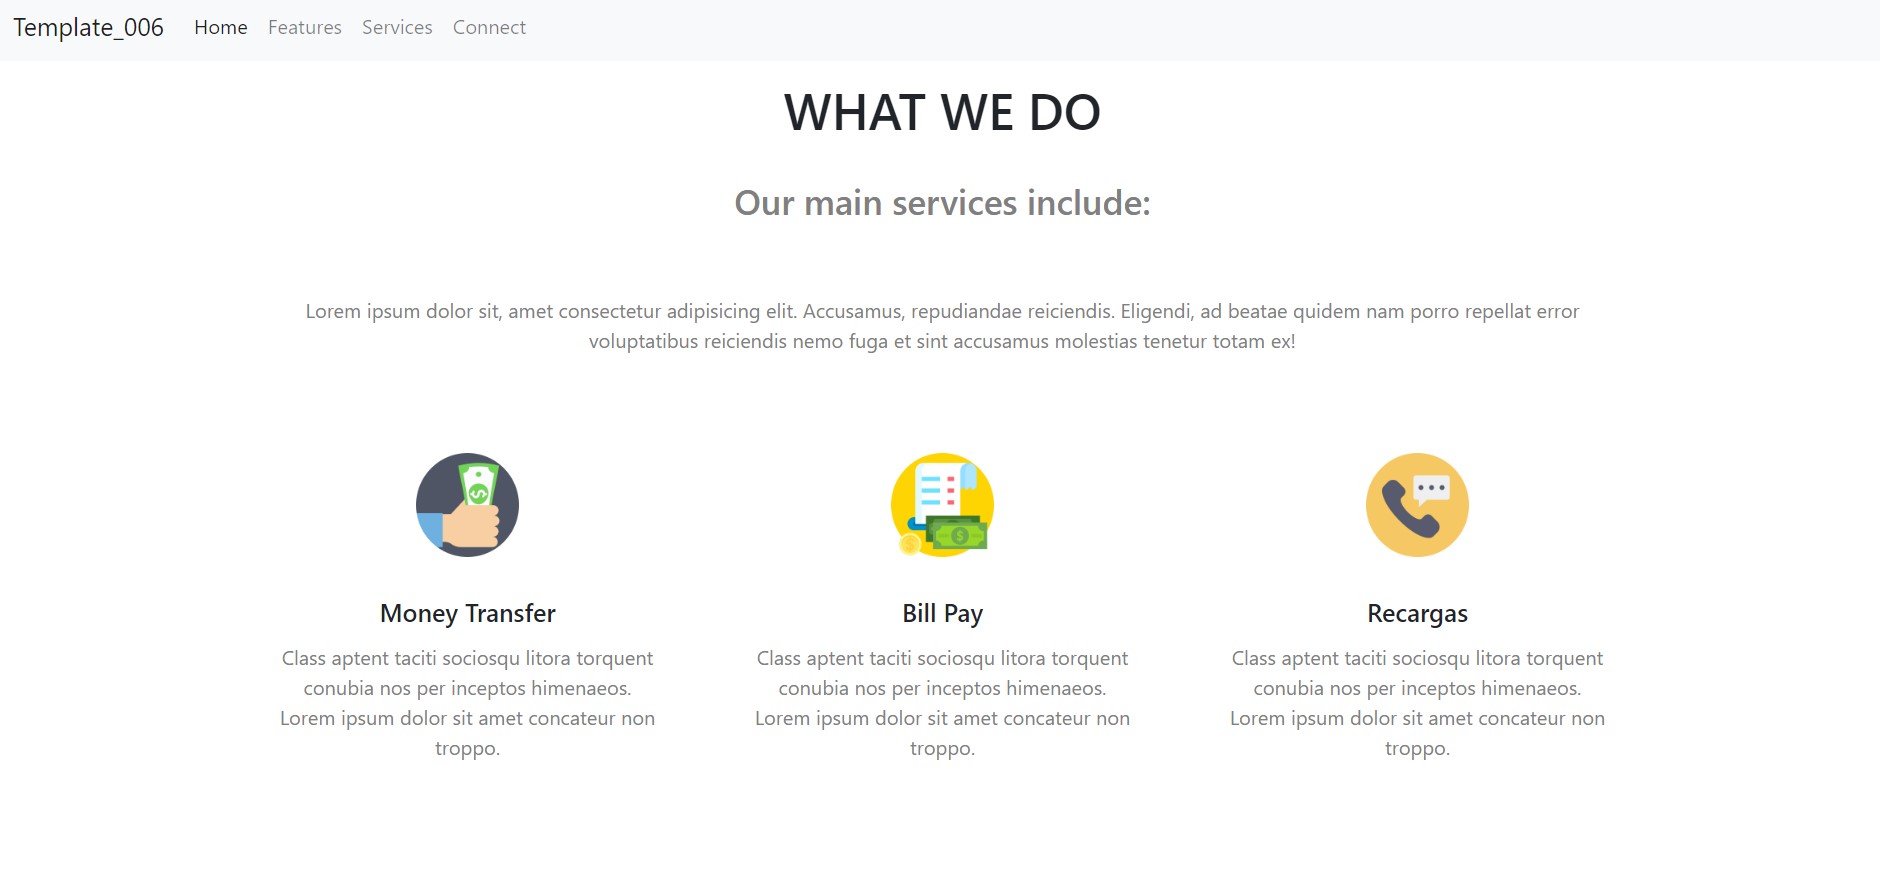 Template_006 Home Features Services Connect
WHAT WE DO
Our main services include:
Lorem ipsum dolor sit, amet consectetur adipisicing elit. Accusamus, repudiandae reiciendis. Eligendi, ad beatae quidem nam porro repellat error
voluptatibus reiciendis nemo fuga et sint accusamus molestias tenetur totam ex!
Money Transfer
Class aptent taciti sociosqu litora torquent
conubia nos per inceptos himenaeos.
Lorem ipsum dolor sit amet concateur non
troppo.
Bill Pay
Class aptent taciti sociosqu litora torquent
conubia nos per inceptos himenaeos.
Lorem ipsum dolor sit amet concateur non
troppo.
Recargas
Class aptent taciti sociosqu litora torquent
conubia nos per inceptos himenaeos.
Lorem ipsum dolor sit amet concateur non
troppo.